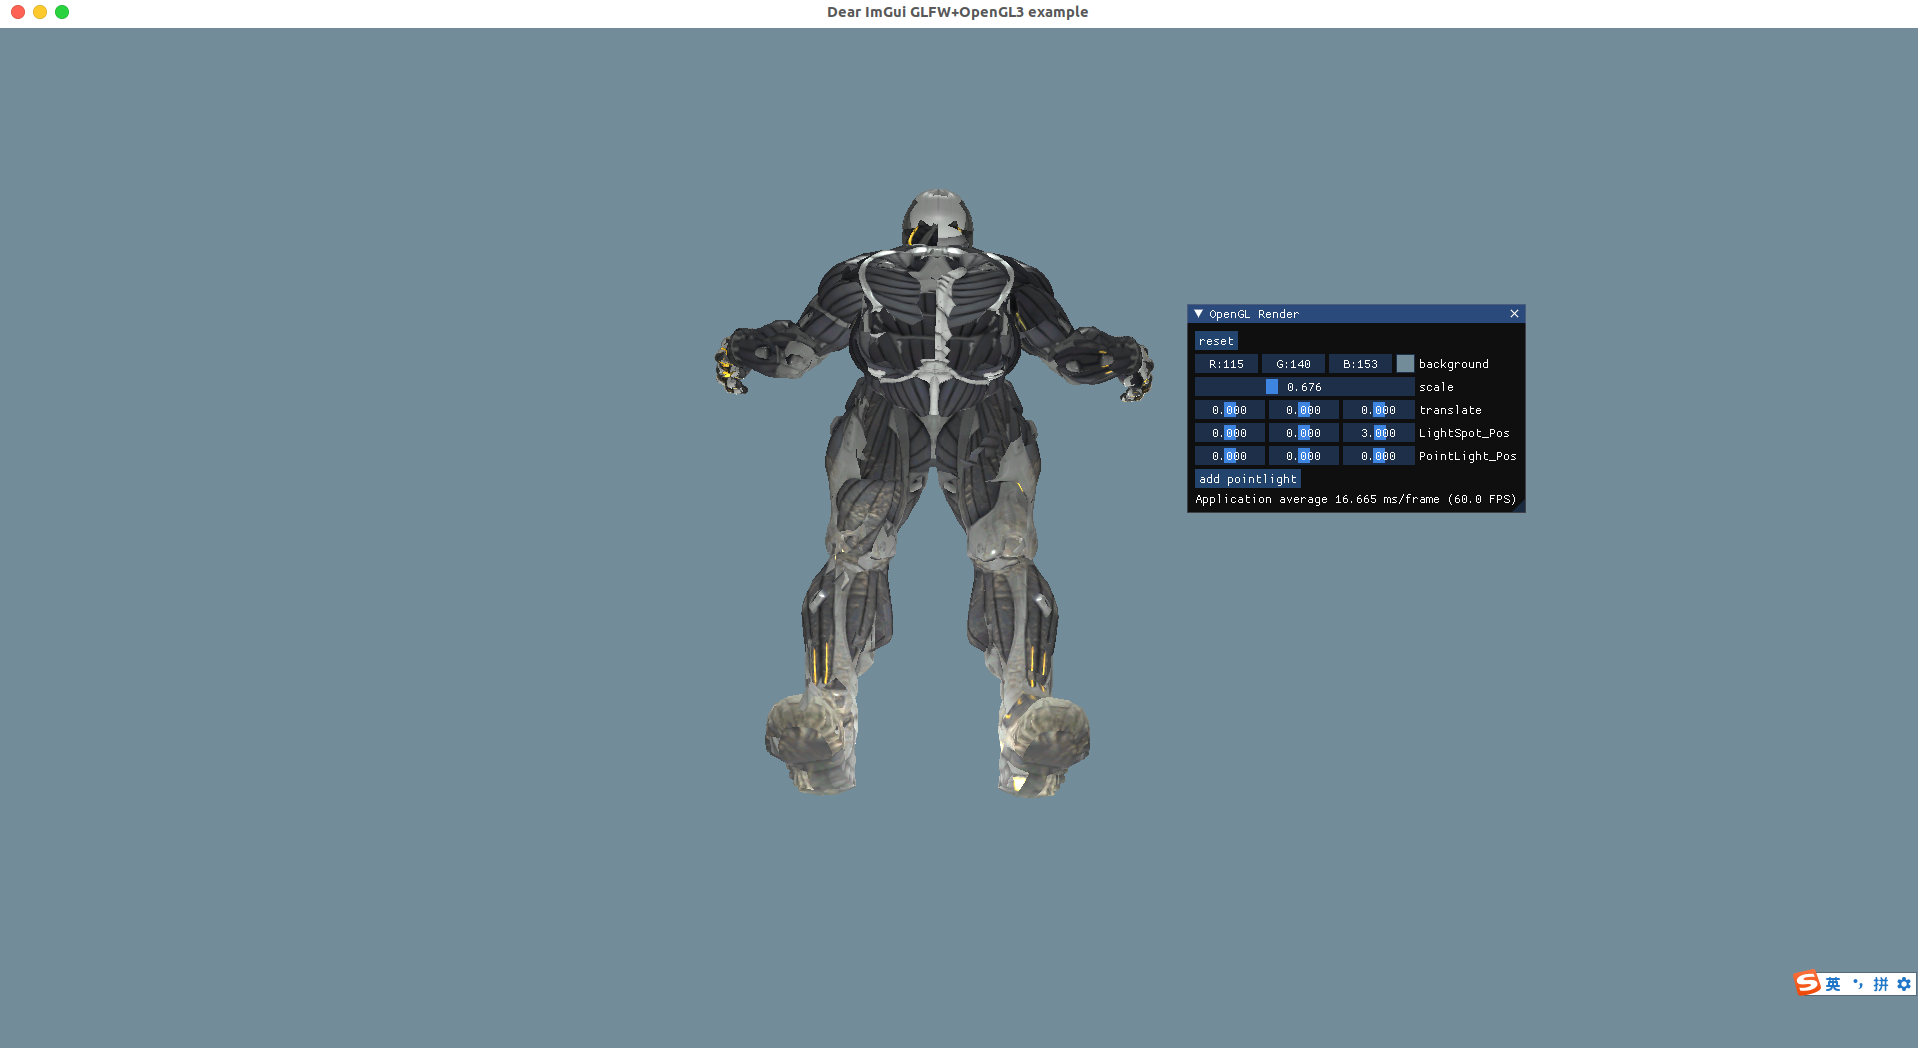 Dear ImGui GLFW+OpenGL3 example
OpenGL Render
reset
R:115 G:140 B:153 background
0.676 scale
0.000 0.000 0.000 translate
0.000 0.000 3.000 LightSpot_Pos
0.000 0.000 0.000 PointLight_Pos
add pointlight
Application average 16.665 ms/frame (60.0 FPS)
S 英 拼